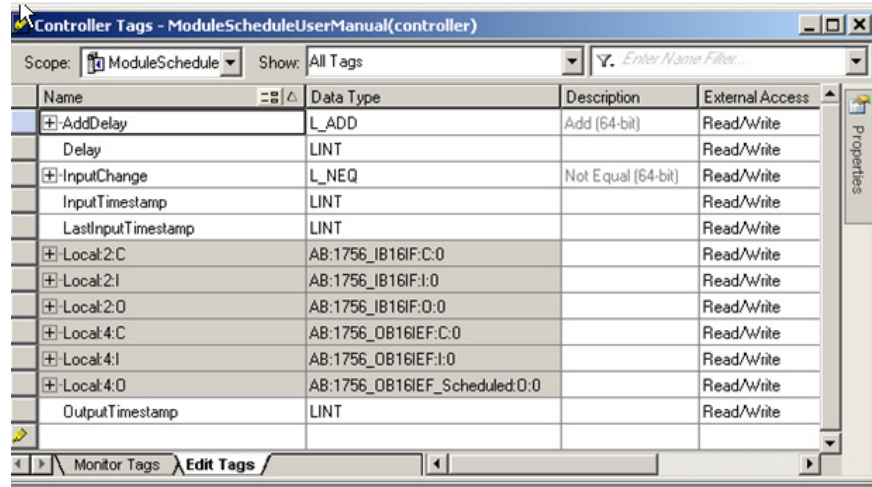 Controller Tags - ModuleScheduleUserManual(controller)
Scope: ModuleSchedule Show: All Tags Enter Name Filter...
Name Data Type Description External Access
AddDelay L_ADD Add (64-bit) Read/Write
Delay LINT Read/Write
InputChange L_NEQ Not Equal (64-bit) Read/Write
InputTimestamp LINT Read/Write
LastInputTimestamp LINT Read/Write
Local:2:C AB:1756_IB16IF:C:0 Read/Write
Local:2:I AB:1756_IB16IF:I:0 Read/Write
Local:2:O AB:1756_IB16IF:O:0 Read/Write
Local:4:C AB:1756_OB16IEF:C:0 Read/Write
Local:4:I AB:1756_OB16IEF:I:0 Read/Write
Local:4:O AB:1756_OB16IEF_Scheduled:O:0 Read/Write
OutputTimestamp LINT Read/Write
Monitor Tags Edit Tags
Properties